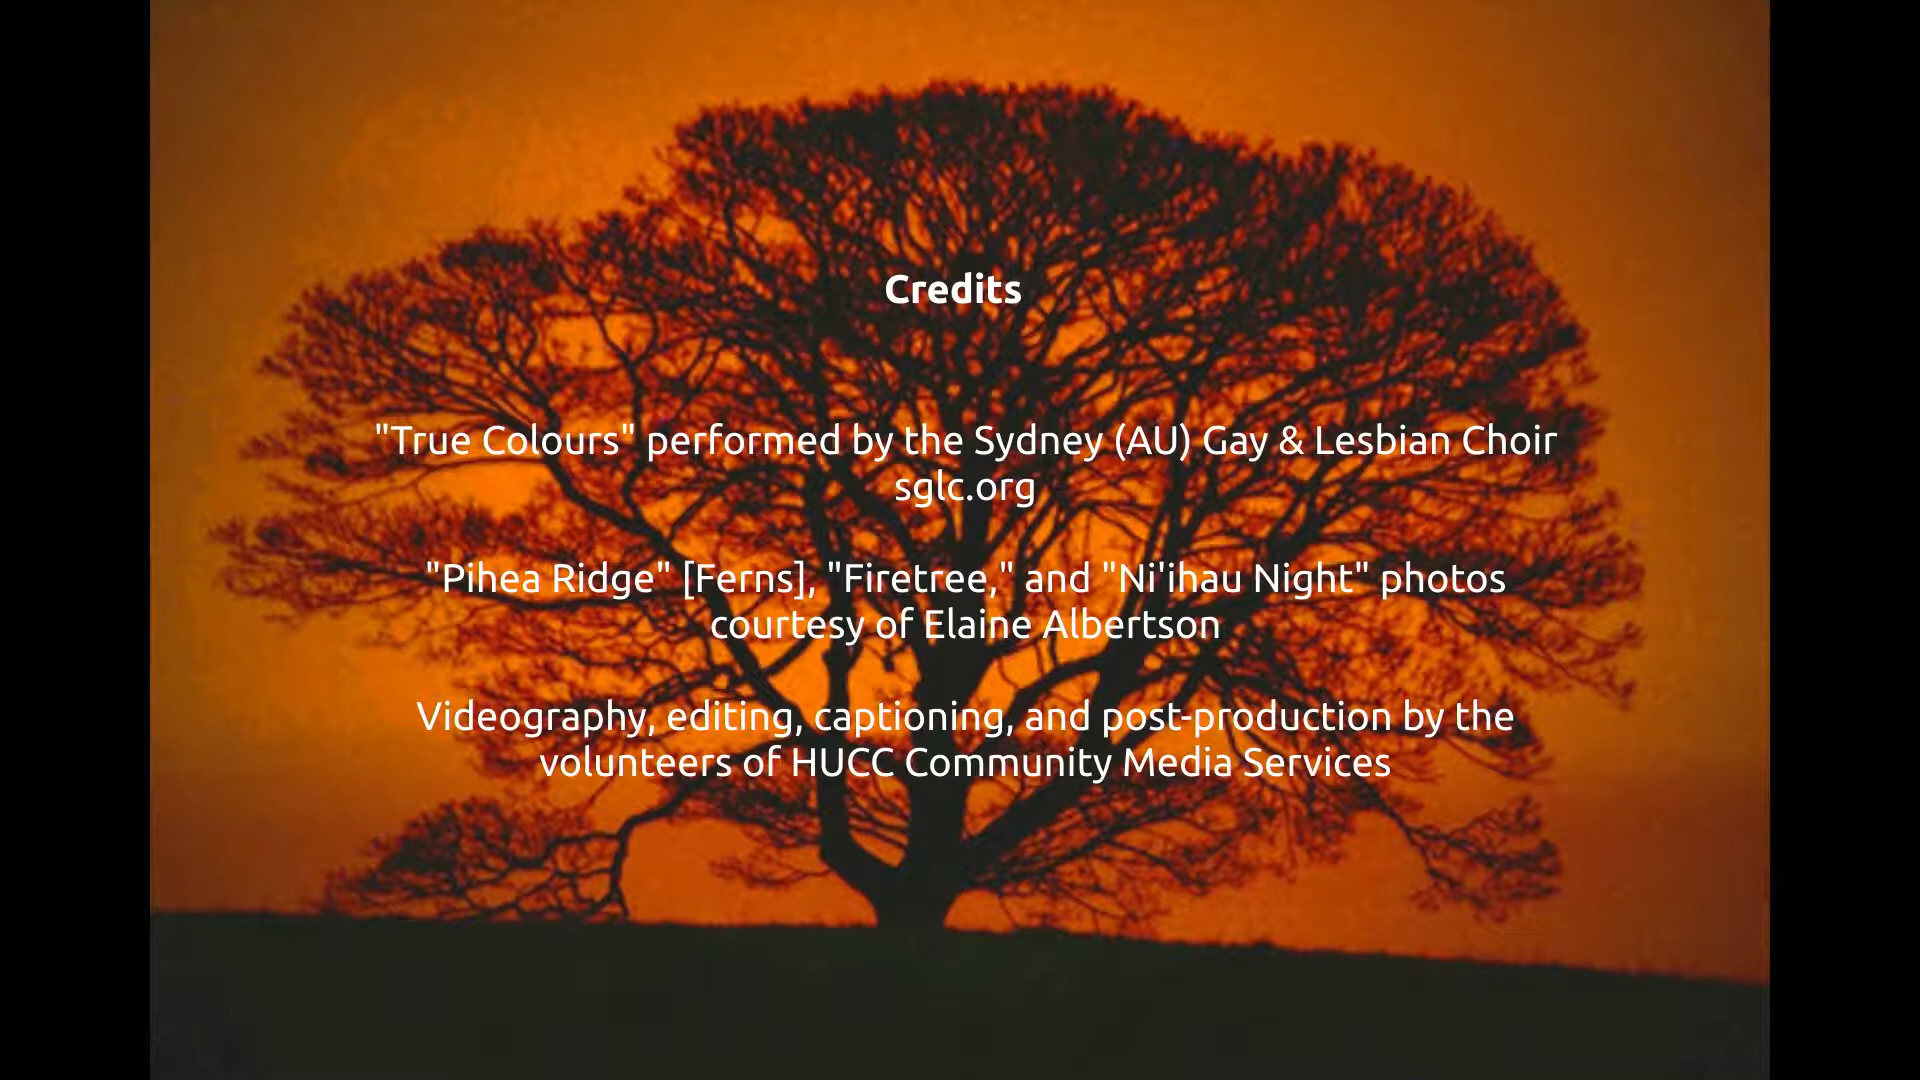 Credits
"True Colours" performed by the Sydney (AU) Gay & Lesbian Choir
sglc.org
"Pihea Ridge" [Ferns], "Firetree," and "Ni'ihau Night" photos
courtesy of Elaine Albertson
Videography, editing, captioning, and post-production by the
volunteers of HUCC Community Media Services